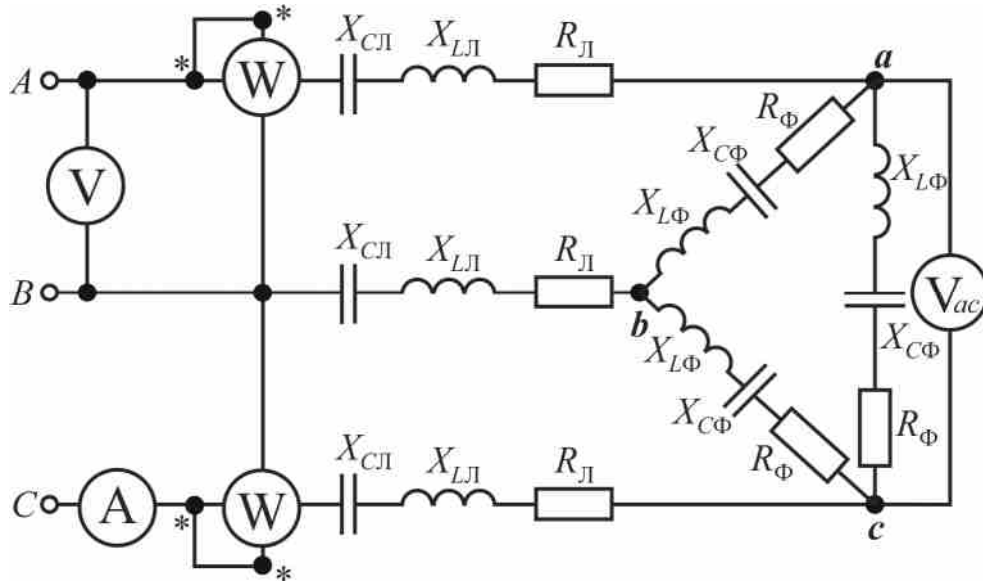 *
X_CЛ X_LЛ R_Л
A * W a
R_Ф
X_CФ
X_LФ
V X_LФ
X_CЛ X_LЛ R_Л
B V_ac
b
X_LФ X_CФ
X_CФ
X_CЛ X_LЛ R_Л R_Ф R_Ф
C A * W c
*